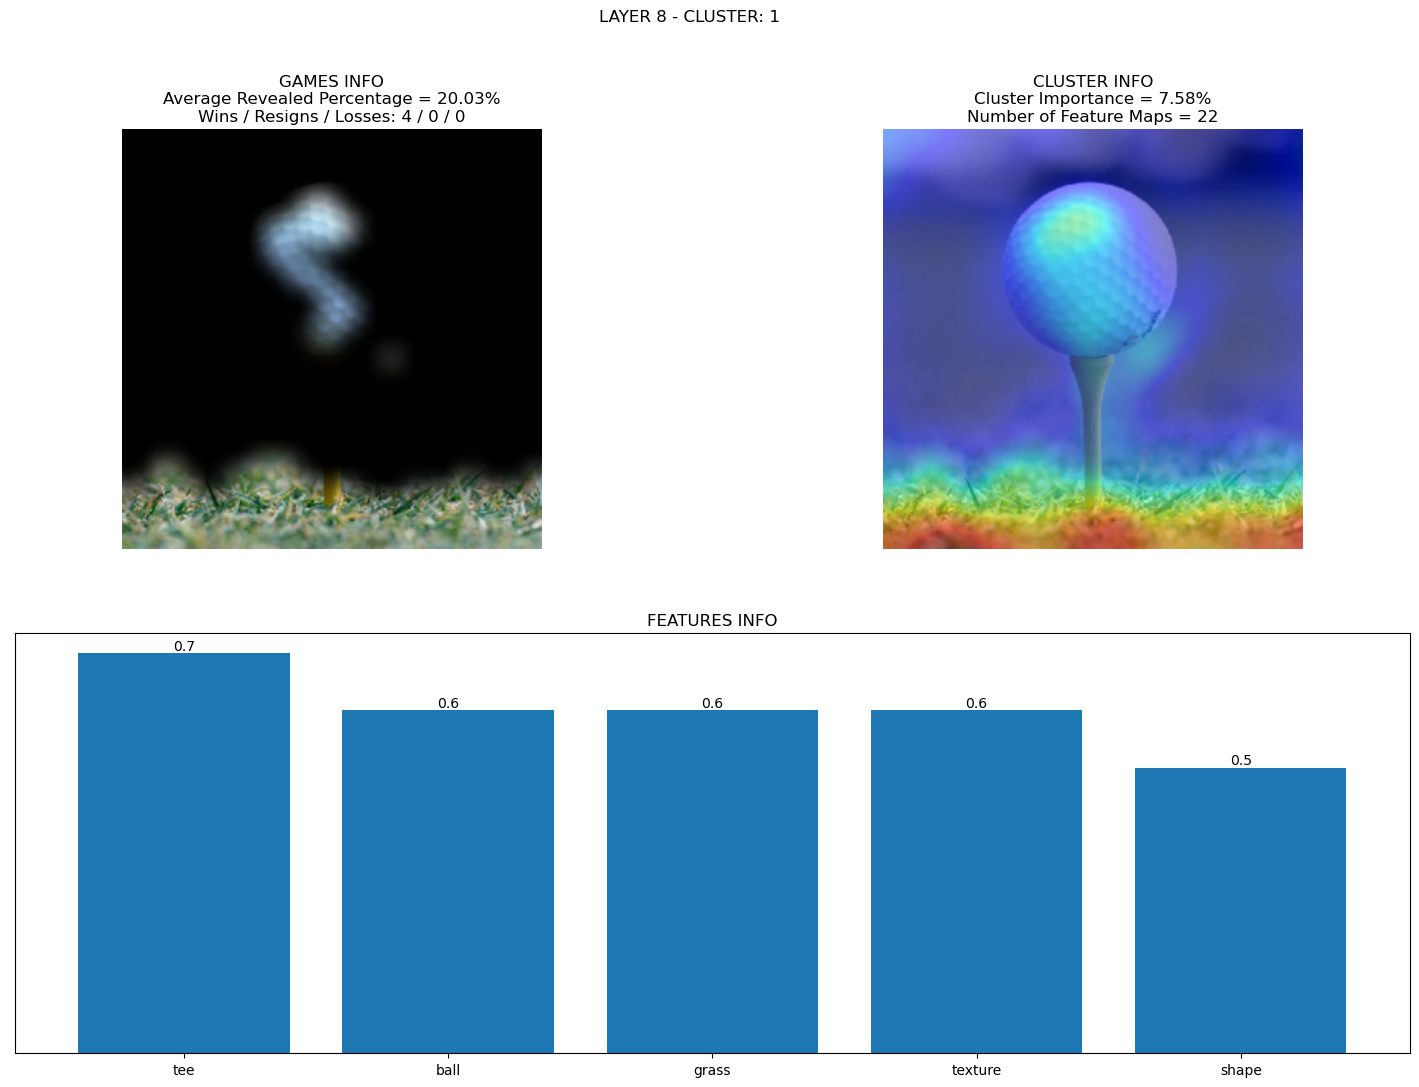 LAYER 8 - CLUSTER: 1
GAMES INFO
Average Revealed Percentage = 20.03%
Wins / Resigns / Losses: 4 / 0 / 0
CLUSTER INFO
Cluster Importance = 7.58%
Number of Feature Maps = 22
FEATURES INFO
0.7
0.6
0.6
0.6
0.5
tee
ball
grass
texture
shape